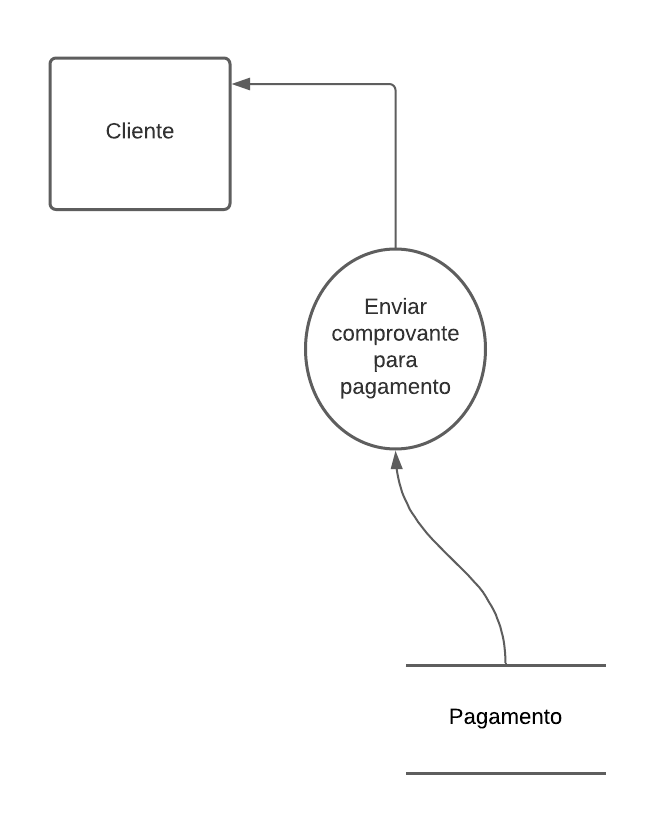 Cliente
Enviar
comprovante
para
pagamento
Pagamento